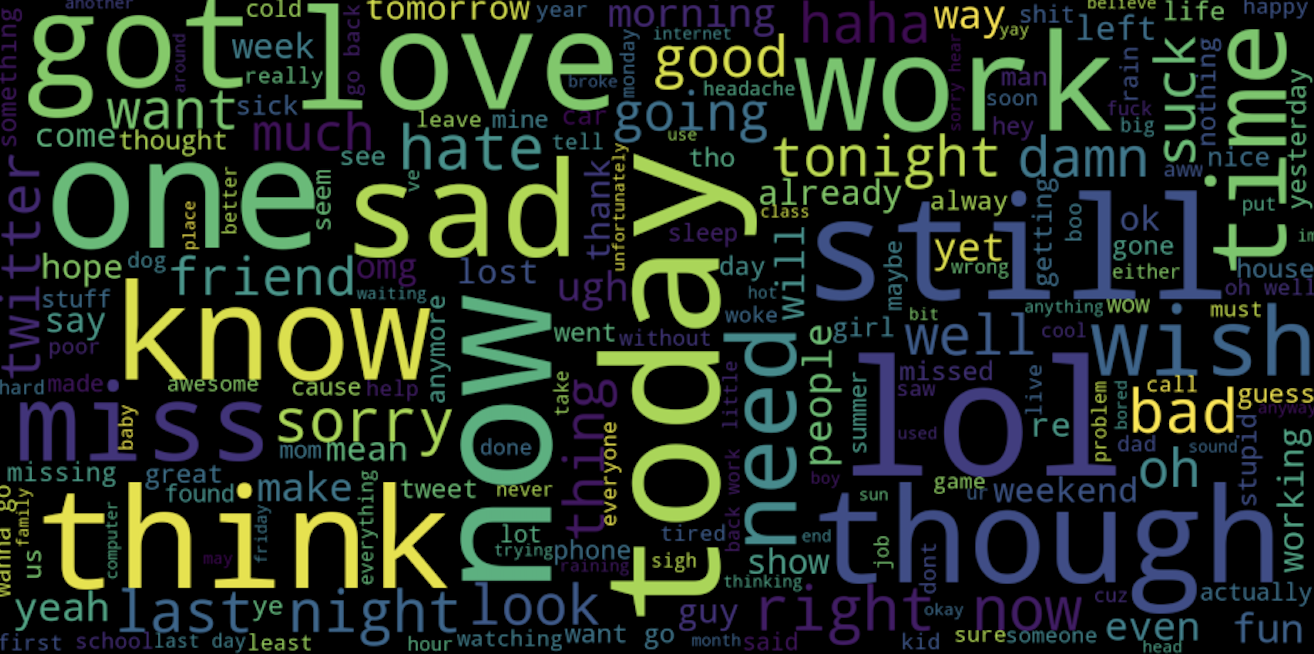 another
cold
tomorrow
year
morning
haha
way
shit
believe
life
happy
got
love
week
around
go back
monday
internet
good
yay
left
something
really
broke
work
suck
time
want
sick
headache
man
soon
sorry hear
rain
nothing
yesterday
come
thought
much
leave
mine
car
going
use
hey
fuck
big
see
hate
tell
tho
tonight
damn
nice
aww
one
sad
ve
thank
unfortunately
today
already
class
alway
getting
boo
ok
put
twitter
place
better
seem
sleep
will
still
yet
gone
im
hope
dog
friend
omg
lost
ugh
day
hot
maybe
wrong
either
house
oh well
stuff
waiting
say
know
anymore
now
woke
anything
wow
must
poor
went
without
people
girl
bit
well
cool
wish
hard
made
awesome
cause
help
take
thing
little
need
missed
saw
live
lol
problem
bored
call
bad
guess
anyway
miss
baby
sorry
everyone
summer
used
re
dad
sound
stupid
mom
mean
done
missing
great
found
make
tweet
never
back work
boy
sun
game
ur
weekend
oh
working
wanna go
family
us
think
computer
may
friday
everything
lot
trying
phone
raining
tired
sigh
end
show
thinking
job
dont
though
yeah
last night
ye
look
guy
right now
okay
cuz
actually
first
school
last day
least
hour
watching
want go
month
said
kid
sure
someone
even
head
fun